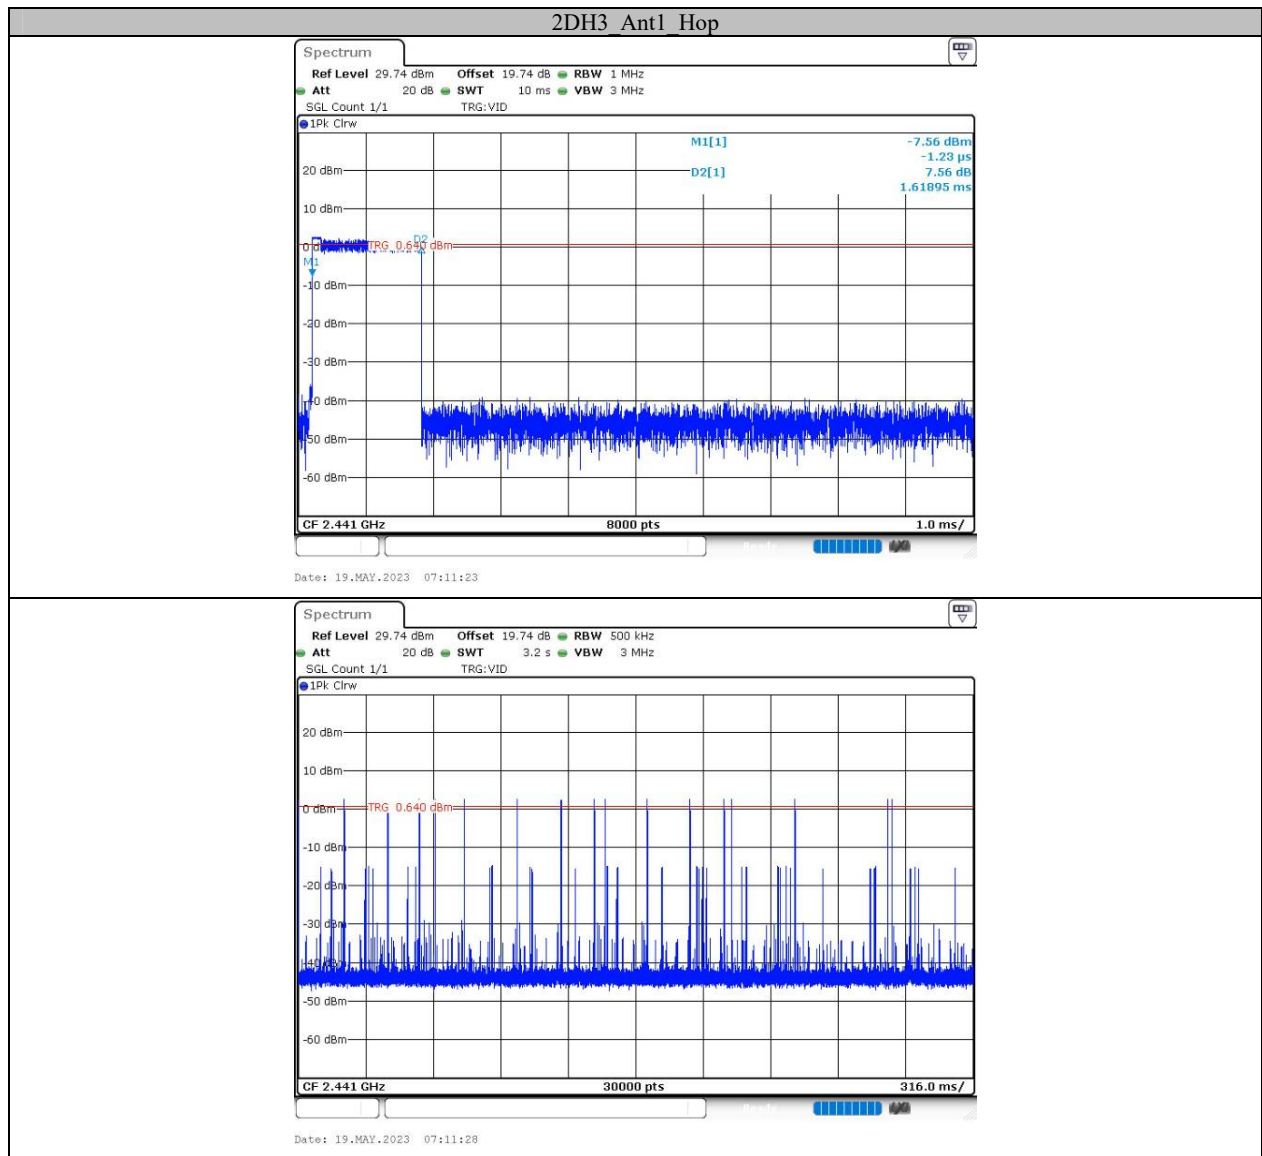 2DH3_Ant1_Hop
Spectrum
Ref Level 29.74 dBm Offset 19.74 dB RBW 1 MHz
Att 20 dB SWT 10 ms VBW 3 MHz
SGL Count 1/1 TRG:VID
1Pk Clrw
M1[1] -7.56 dBm
-1.23 µs
20 dBm D2[1] 7.56 dB
1.61895 ms
10 dBm
D2
0 d TRG 0.640 dBm
M1
-10 dBm
-20 dBm
-30 dBm
-40 dBm
-50 dBm
-60 dBm
CF 2.441 GHz 8000 pts 1.0 ms/
Date: 19.MAY.2023 07:11:23
Spectrum
Ref Level 29.74 dBm Offset 19.74 dB RBW 500 kHz
Att 20 dB SWT 3.2 s VBW 3 MHz
SGL Count 1/1 TRG:VID
1Pk Clrw
20 dBm
10 dBm
0 dBm TRG 0.640 dBm
-10 dBm
-20 dBm
-30 dBm
-40 dBm
-50 dBm
-60 dBm
CF 2.441 GHz 30000 pts 316.0 ms/
Date: 19.MAY.2023 07:11:28